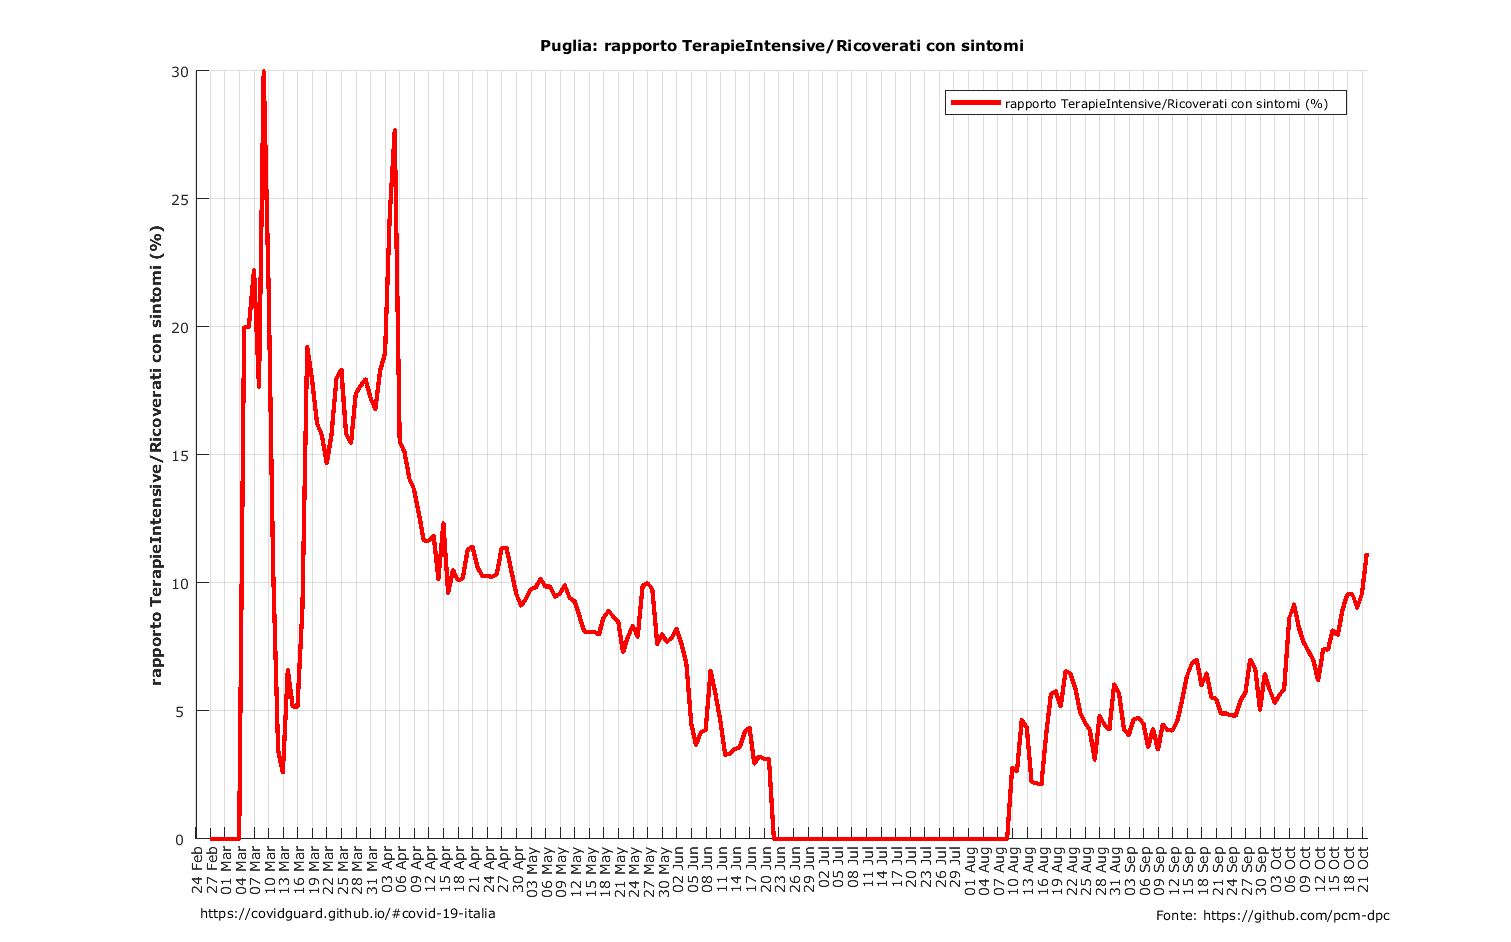 Puglia: rapporto TerapieIntensive/Ricoverati con sintomi
rapporto TerapieIntensive/Ricoverati con sintomi (%)
rapporto TerapieIntensive/Ricoverati con sintomi (%)
30
25
20
15
10
5
0
24 Feb
27 Feb
01 Mar
04 Mar
07 Mar
10 Mar
13 Mar
16 Mar
19 Mar
22 Mar
25 Mar
28 Mar
31 Mar
03 Apr
06 Apr
09 Apr
12 Apr
15 Apr
18 Apr
21 Apr
24 Apr
27 Apr
30 Apr
03 May
06 May
09 May
12 May
15 May
18 May
21 May
24 May
27 May
30 May
02 Jun
05 Jun
08 Jun
11 Jun
14 Jun
17 Jun
20 Jun
23 Jun
26 Jun
29 Jun
02 Jul
05 Jul
08 Jul
11 Jul
14 Jul
17 Jul
20 Jul
23 Jul
26 Jul
29 Jul
01 Aug
04 Aug
07 Aug
10 Aug
13 Aug
16 Aug
19 Aug
22 Aug
25 Aug
28 Aug
31 Aug
03 Sep
06 Sep
09 Sep
12 Sep
15 Sep
18 Sep
21 Sep
24 Sep
27 Sep
30 Sep
03 Oct
06 Oct
09 Oct
12 Oct
15 Oct
18 Oct
21 Oct
https://covidguard.github.io/#covid-19-italia
Fonte: https://github.com/pcm-dpc